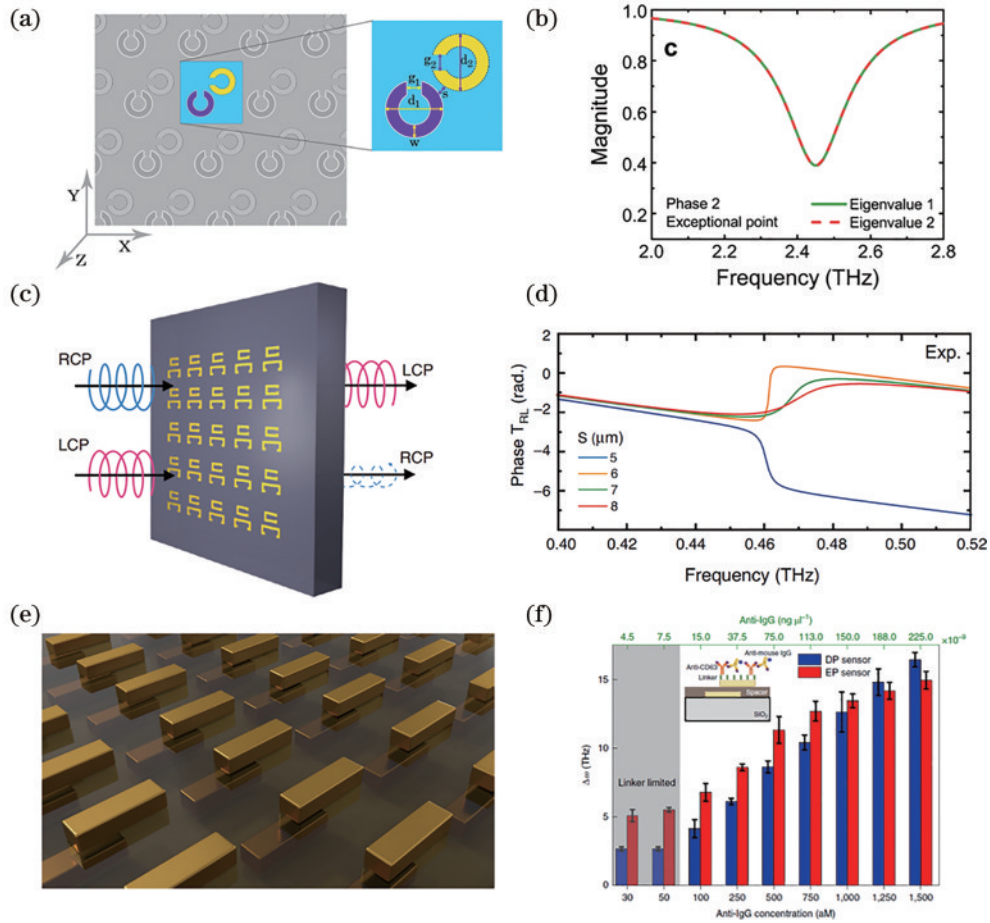 (a)
g₁
d₁
w
s
g₂
d₂
Y
X
Z
(b)
c
Magnitude
1.0
0.8
0.6
0.4
0.2
Phase 2
Exceptional point
Eigenvalue 1
Eigenvalue 2
2.0 2.2 2.4 2.6 2.8
Frequency (THz)
(c)
RCP
LCP
LCP
RCP
(d)
Exp.
Phase T_RL (rad.)
2
0
−2
−4
−6
S (μm)
5
6
7
8
0.40 0.42 0.44 0.46 0.48 0.50 0.52
Frequency (THz)
(e)
(f)
Anti-IgG (ng μl⁻¹)
4.5 7.5 15.0 37.5 75.0 113.0 150.0 188.0 225.0 ×10⁻⁹
Anti-CD63
Anti-mouse IgG
Linker
Spacer
SiO₂
DP sensor
EP sensor
Δω (THz)
15
10
5
0
Linker limited
30 50 100 250 500 750 1,000 1,250 1,500
Anti-IgG concentration (aM)